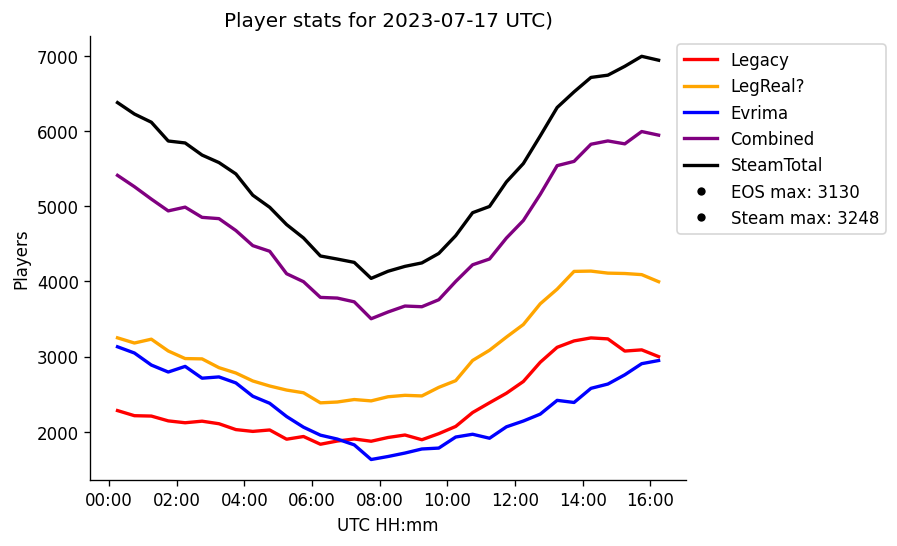 Player stats for 2023-07-17 UTC)
7000
6000
5000
4000
3000
2000
Players
00:00 02:00 04:00 06:00 08:00 10:00 12:00 14:00 16:00
UTC HH:mm
Legacy
LegReal?
Evrima
Combined
SteamTotal
EOS max: 3130
Steam max: 3248